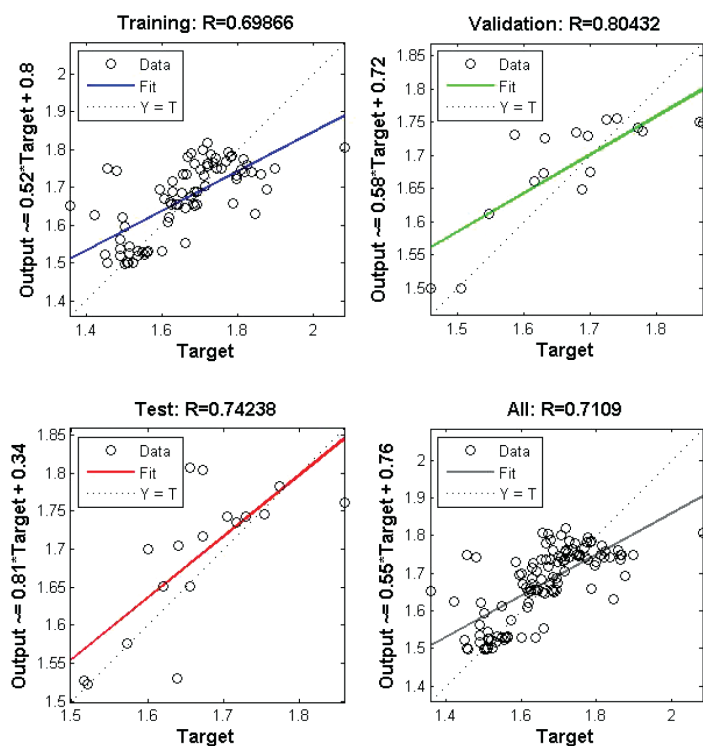 Training: R=0.69866
Output ~= 0.52*Target + 0.8
2
1.9
1.8
1.7
1.6
1.5
1.4
Data
Fit
Y = T
1.4 1.6 1.8 2
Target
Validation: R=0.80432
Output ~= 0.58*Target + 0.72
1.85
1.8
1.75
1.7
1.65
1.6
1.55
1.5
Data
Fit
Y = T
1.5 1.6 1.7 1.8
Target
Test: R=0.74238
Output ~= 0.81*Target + 0.34
1.85
1.8
1.75
1.7
1.65
1.6
1.55
1.5
Data
Fit
Y = T
1.5 1.6 1.7 1.8
Target
All: R=0.7109
Output ~= 0.55*Target + 0.76
2
1.9
1.8
1.7
1.6
1.5
1.4
Data
Fit
Y = T
1.4 1.6 1.8 2
Target